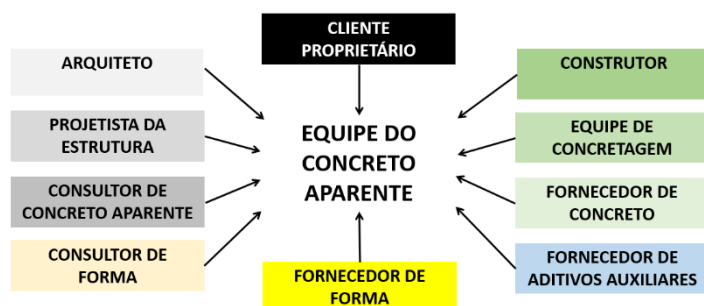 CLIENTE
PROPRIETÁRIO
ARQUITETO
PROJETISTA DA
ESTRUTURA
CONSULTOR DE
CONCRETO APARENTE
CONSULTOR DE
FORMA
EQUIPE DO
CONCRETO
APARENTE
FORNECEDOR DE
FORMA
CONSTRUTOR
EQUIPE DE
CONCRETAGEM
FORNECEDOR DE
CONCRETO
FORNECEDOR DE
ADITIVOS AUXILIARES